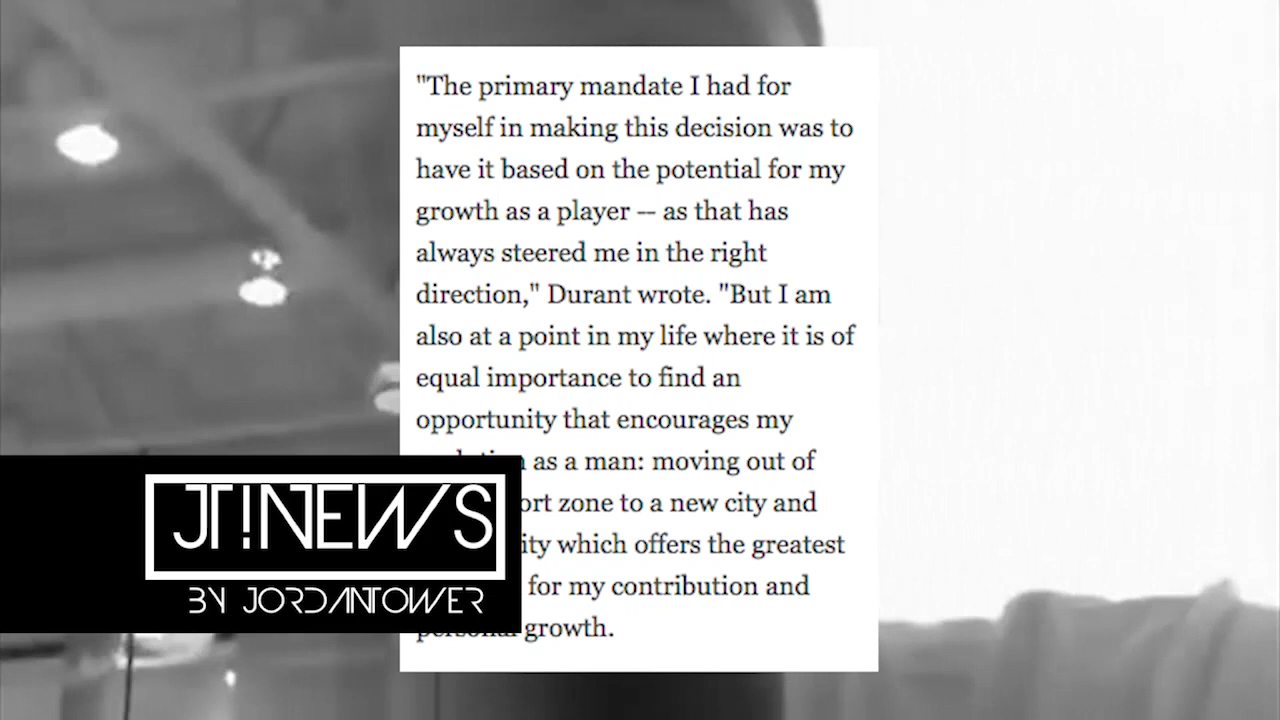 "The primary mandate I had for
myself in making this decision was to
have it based on the potential for my
growth as a player -- as that has
always steered me in the right
direction," Durant wrote. "But I am
also at a point in my life where it is of
equal importance to find an
opportunity that encourages my
as a man: moving out of
zone to a new city and
which offers the greatest
for my contribution and
growth.
JT!NEWS
BY JORDANTOWER